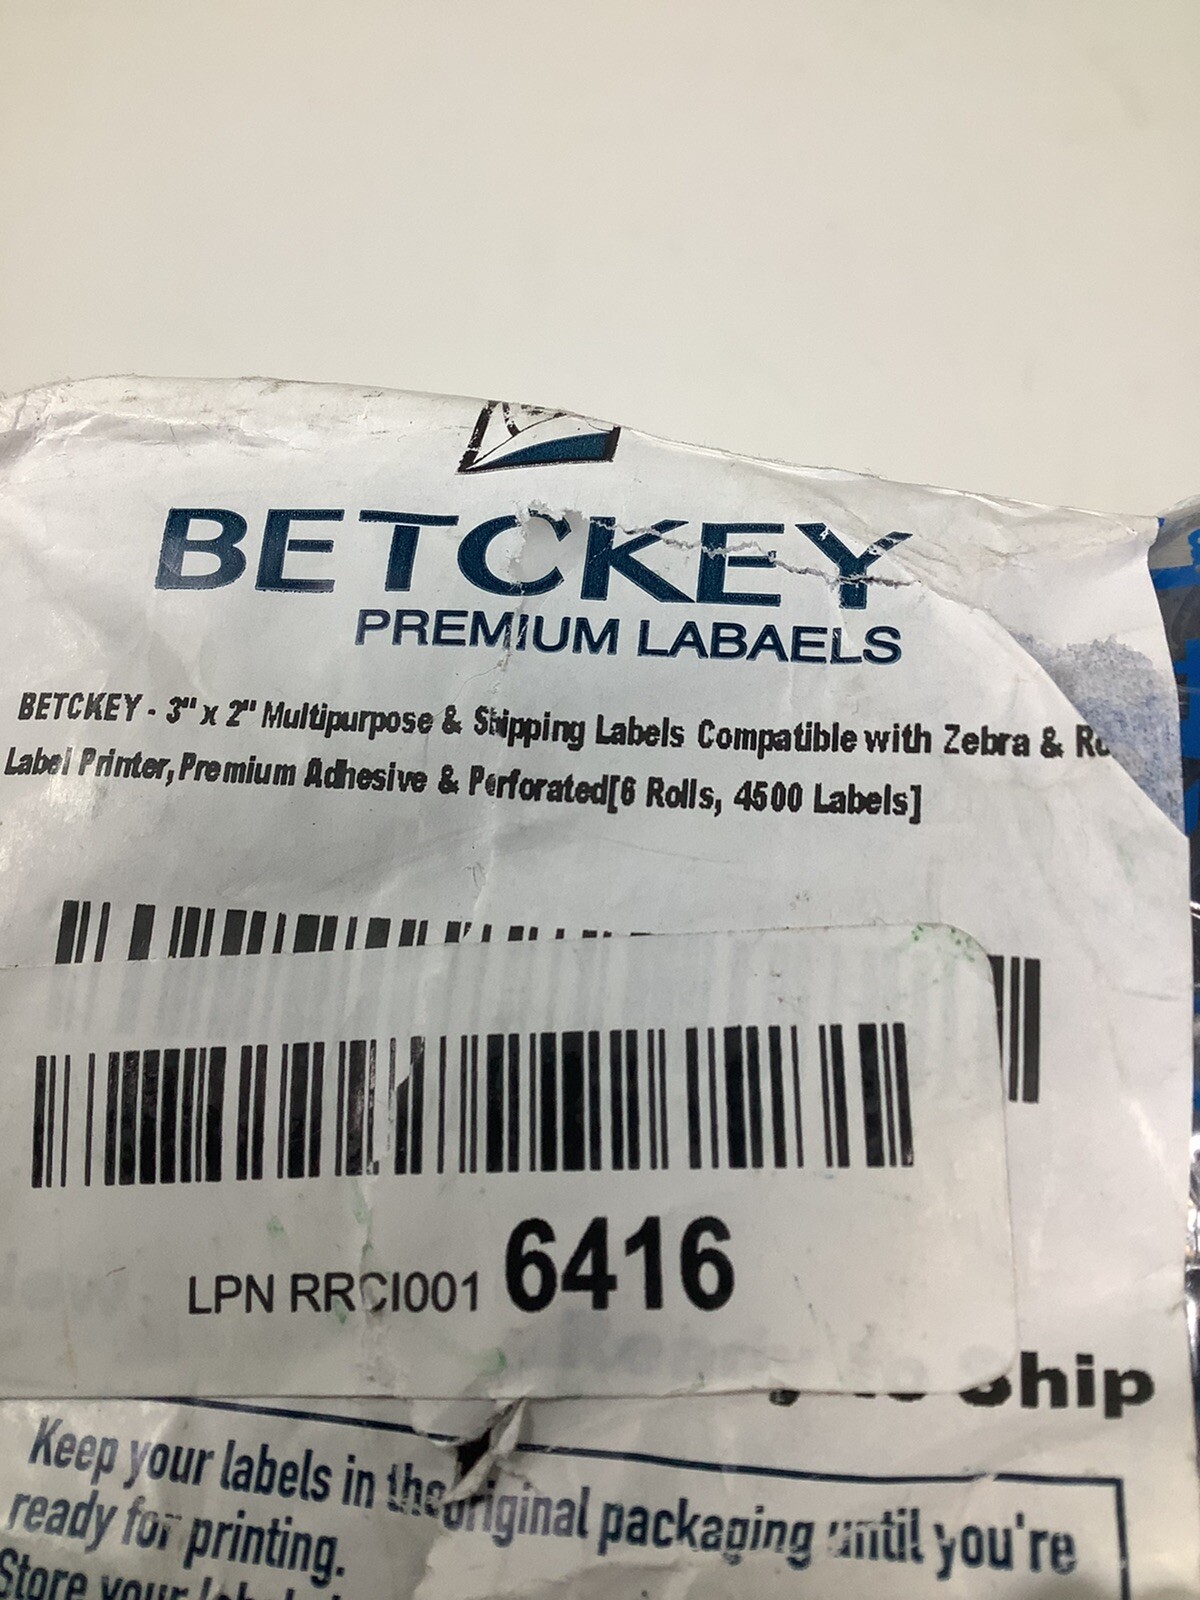 BETCKEY
PREMIUM LABAELS
BETCKEY - 3" x 2" Multipurpose & Shipping Labels Compatible with Zebra &
Label Printer, Premium Adhesive & Perforated[6 Rolls, 4500 Labels]
LPN RRCI001 6416
Ship
Keep your labels in the original packaging until you're
ready for printing.
Store your